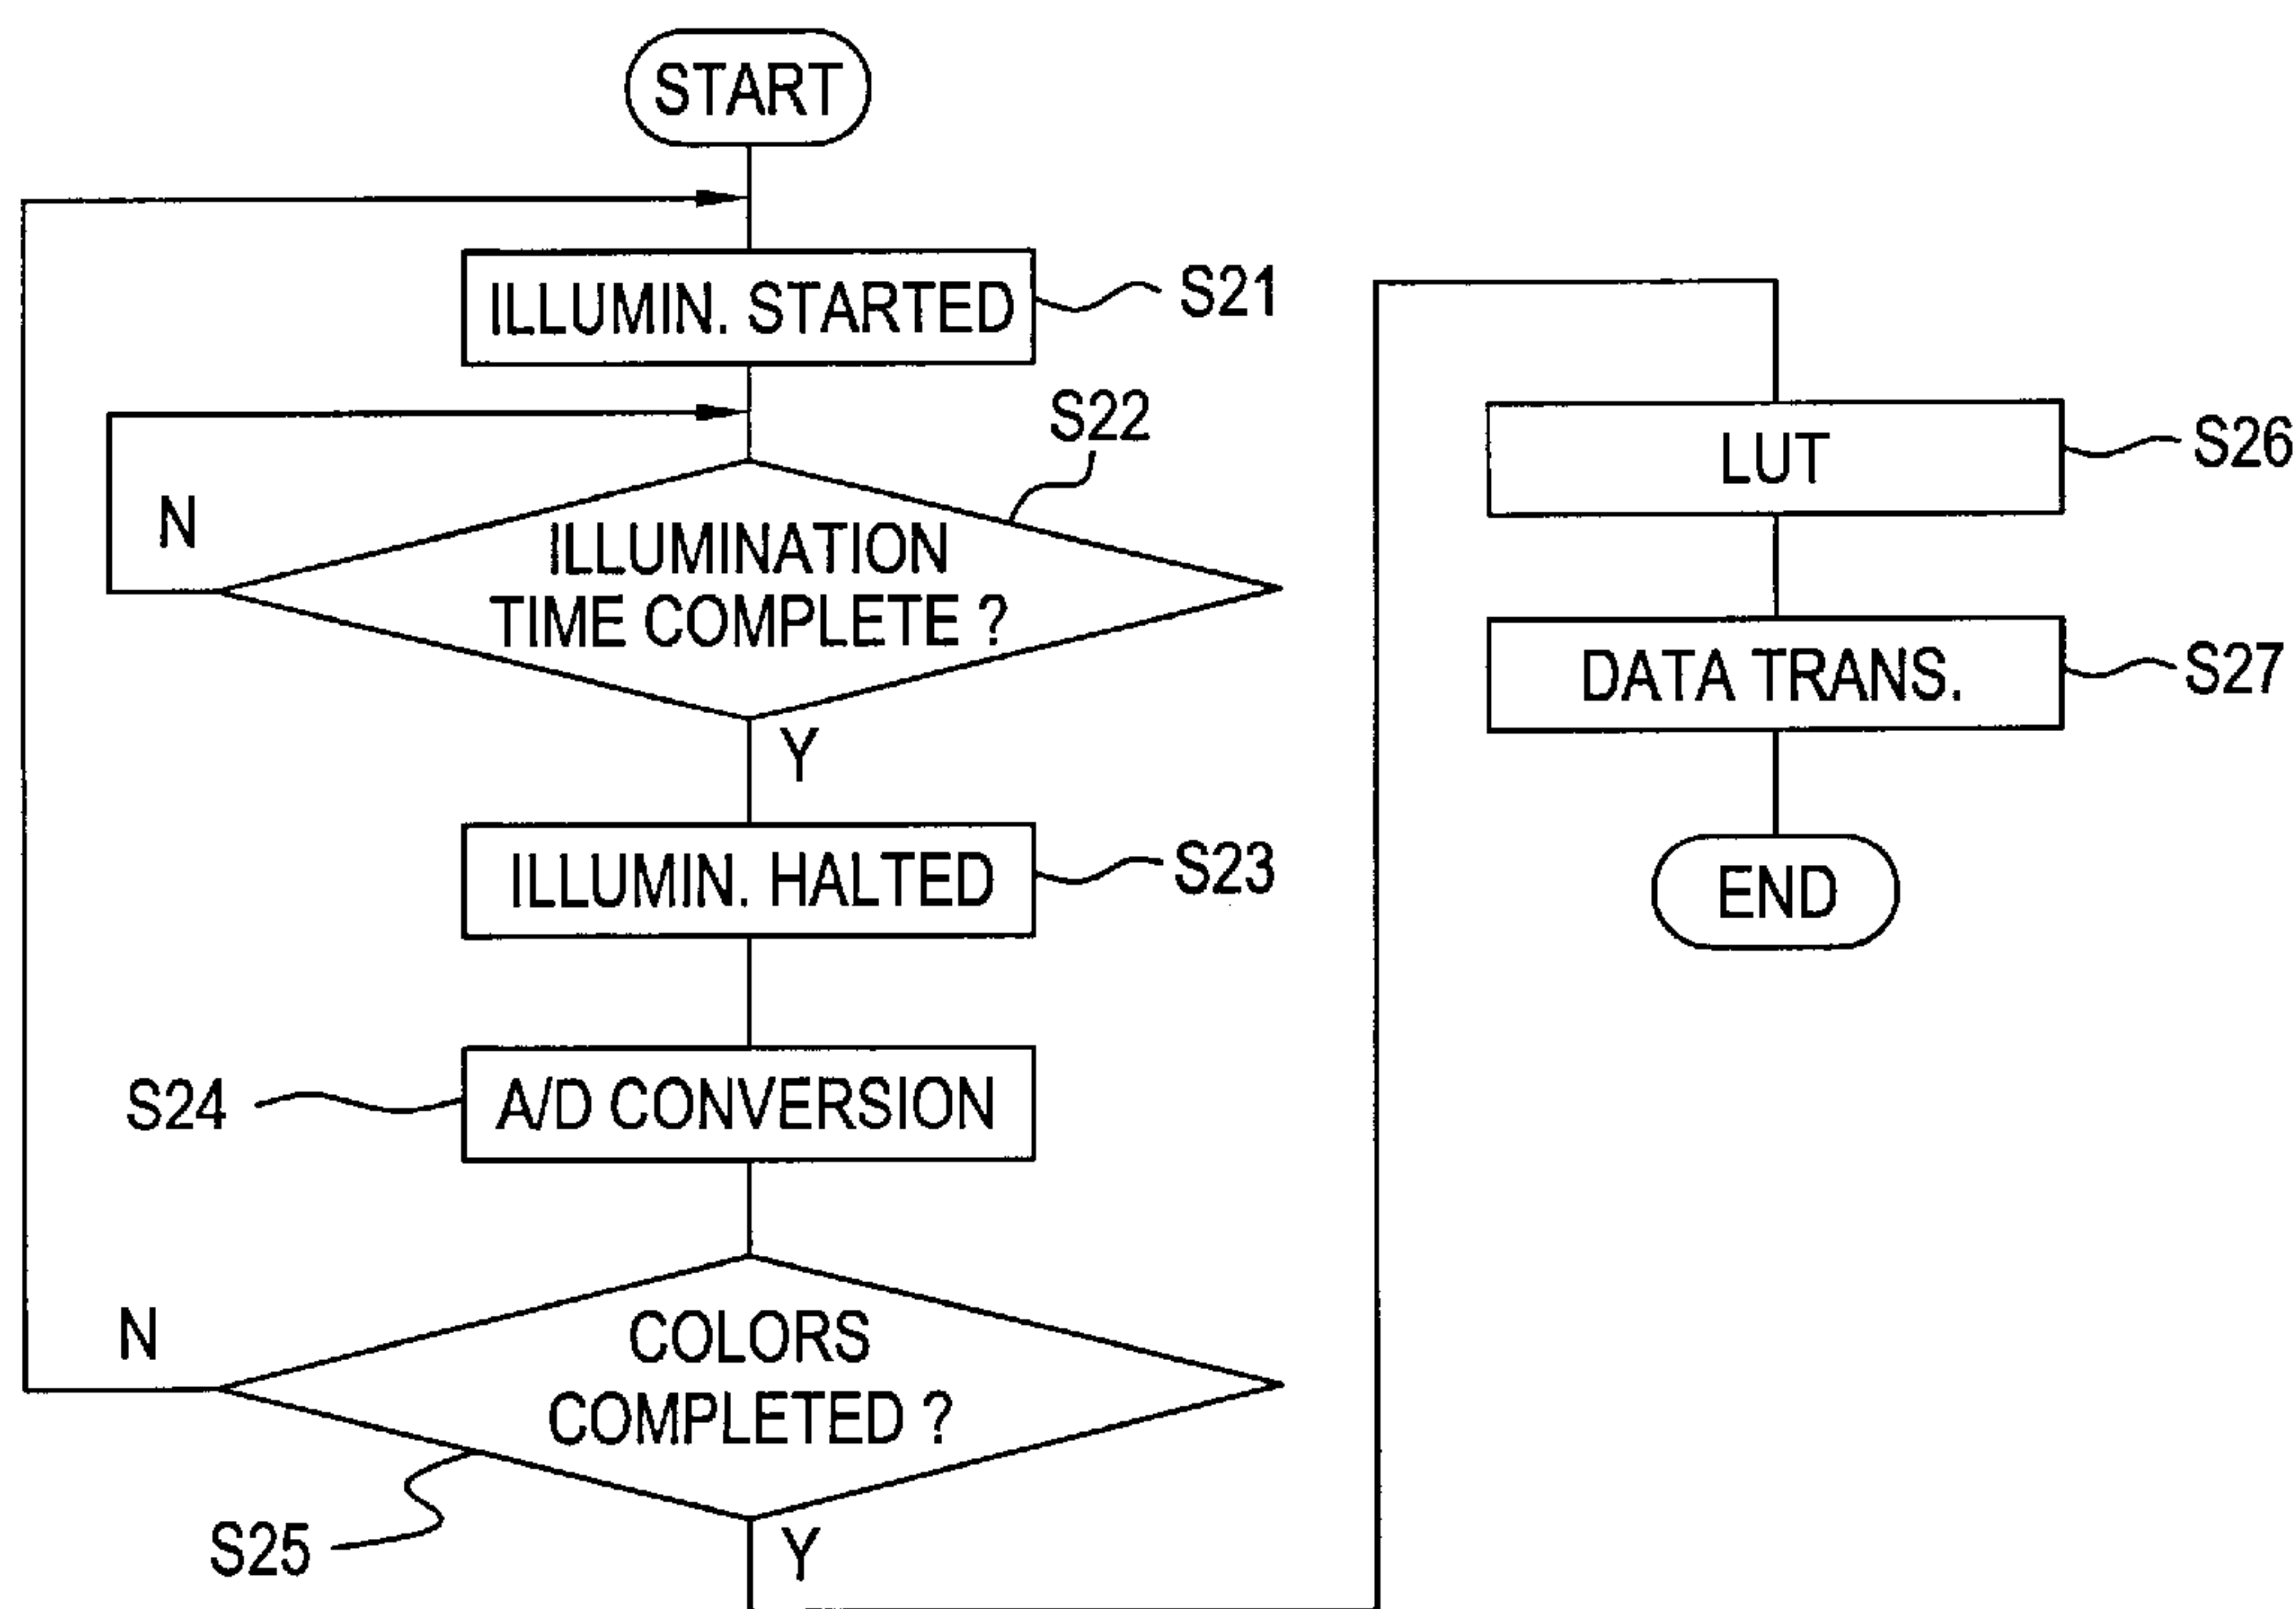 START
ILLUMIN. STARTED
S21
S22
N
ILLUMINATION
TIME COMPLETE ?
Y
ILLUMIN. HALTED
S23
S24
A/D CONVERSION
N
COLORS
COMPLETED ?
S25
Y
LUT
S26
DATA TRANS.
S27
END